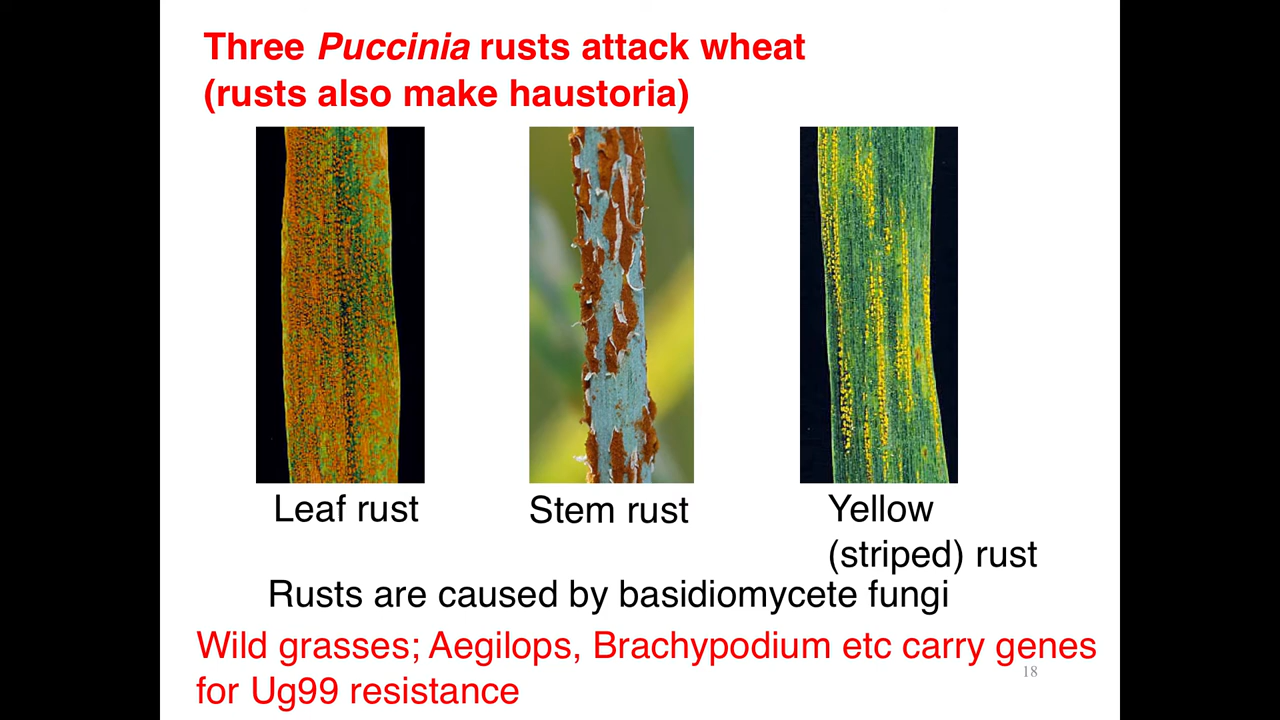 Three Puccinia rusts attack wheat
(rusts also make haustoria)
Leaf rust
Stem rust
Yellow
(striped) rust
Rusts are caused by basidiomycete fungi
Wild grasses; Aegilops, Brachypodium etc carry genes
for Ug99 resistance
18